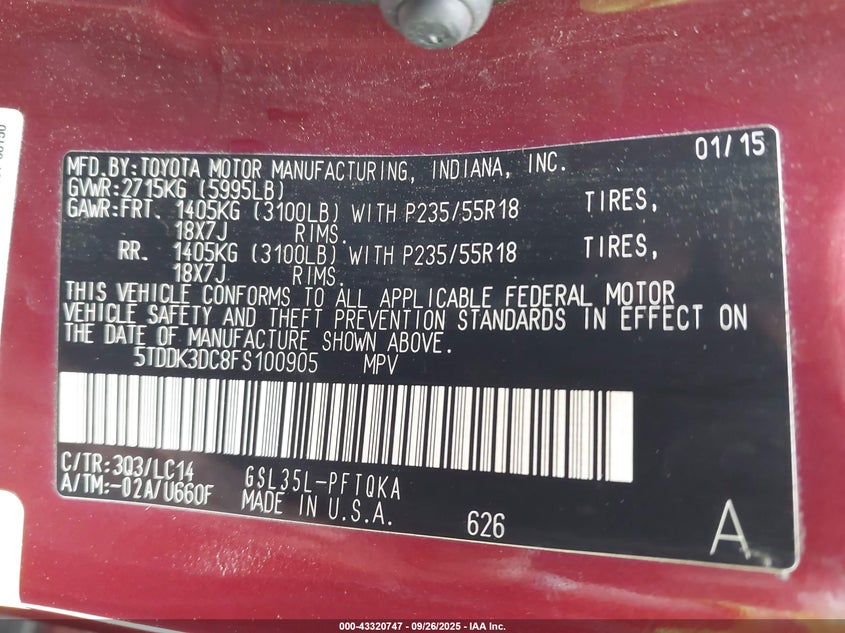 01/15
MFD.BY:TOYOTA MOTOR MANUFACTURING, INDIANA, INC.
GVWR:2715KG (5995LB)
GAWR:FRT. 1405KG (3100LB) WITH P235/55R18 TIRES,
18X7J RIMS.
RR. 1405KG (3100LB) WITH P235/55R18 TIRES,
18X7J RIMS.
THIS VEHICLE CONFORMS TO ALL APPLICABLE FEDERAL MOTOR
VEHICLE SAFETY AND THEFT PREVENTION STANDARDS IN EFFECT ON
THE DATE OF MANUFACTURE SHOWN ABOVE.
5TDDK3DC8FS100905 MPV
C/TR:3Q3/LC14 GSL35L-PFTQKA
A/TM:-02A/U660F MADE IN U.S.A.
626
A
000-43320747 - 09/26/2025 - IAA Inc.